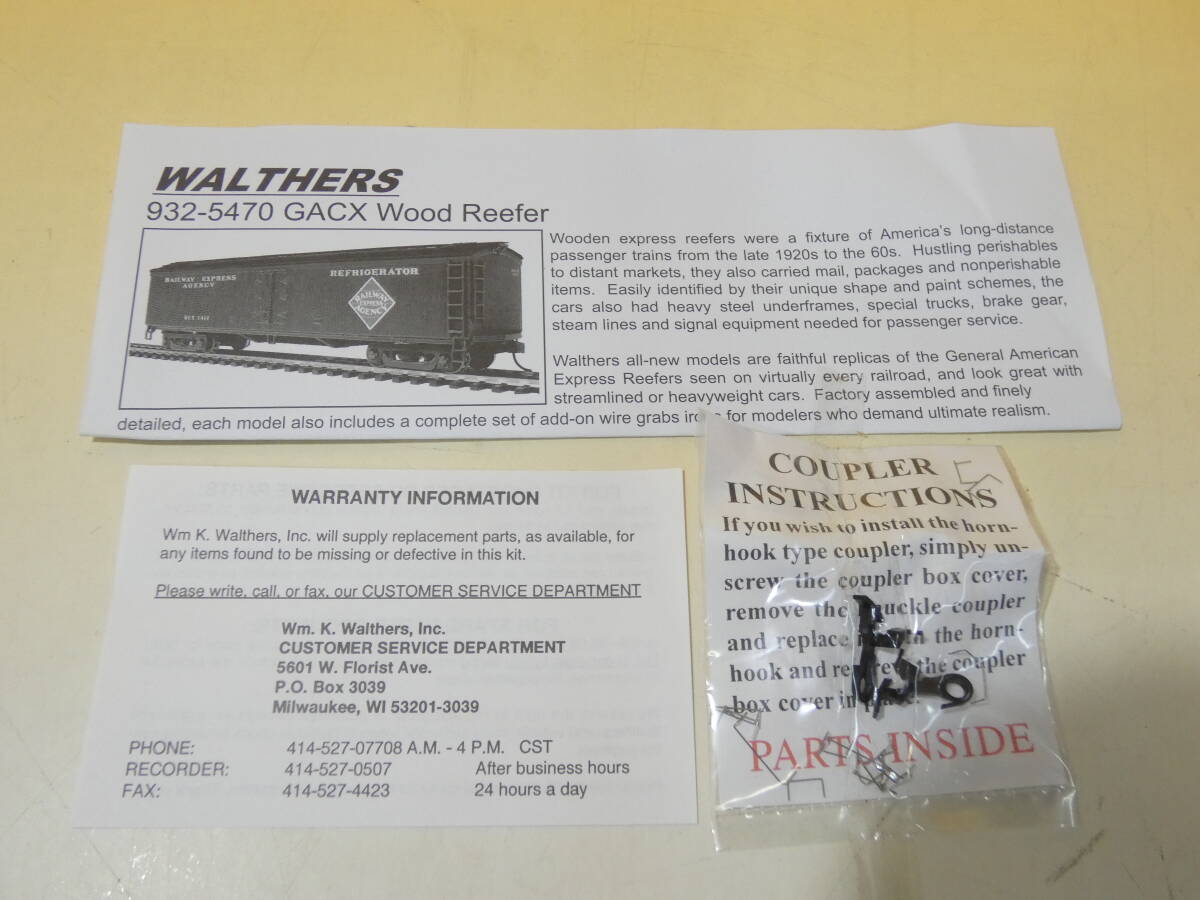 WALTHERS
932-5470 GACX Wood Reefer
RAILWAY EXPRESS
AGENCY
REFRIGERATOR
RAILWAY
EXPRESS
AGENCY
Wooden express reefers were a fixture of America's long-distance
passenger trains from the late 1920s to the 60s. Hustling perishables
to distant markets, they also carried mail, packages and nonperishable
items. Easily identified by their unique shape and paint schemes, the
cars also had heavy steel underframes, special trucks, brake gear,
steam lines and signal equipment needed for passenger service.
Walthers all-new models are faithful replicas of the General American
Express Reefers seen on virtually every railroad, and look great with
streamlined or heavyweight cars. Factory assembled and finely
detailed, each model also includes a complete set of add-on wire grabs irons for modelers who demand ultimate realism.
WARRANTY INFORMATION
Wm K. Walthers, Inc. will supply replacement parts, as available, for
any items found to be missing or defective in this kit.
Please write, call, or fax, our CUSTOMER SERVICE DEPARTMENT
Wm. K. Walthers, Inc.
CUSTOMER SERVICE DEPARTMENT
5601 W. Florist Ave.
P.O. Box 3039
Milwaukee, WI 53201-3039
PHONE: 414-527-07708 A.M. - 4 P.M. CST
RECORDER: 414-527-0507 After business hours
FAX: 414-527-4423 24 hours a day
COUPLER
INSTRUCTIONS
If you wish to install the horn-
hook type coupler, simply un-
screw the coupler box cover,
remove the knuckle coupler
and replace with the horn-
hook and rescrew the coupler
box cover in place.
PARTS INSIDE